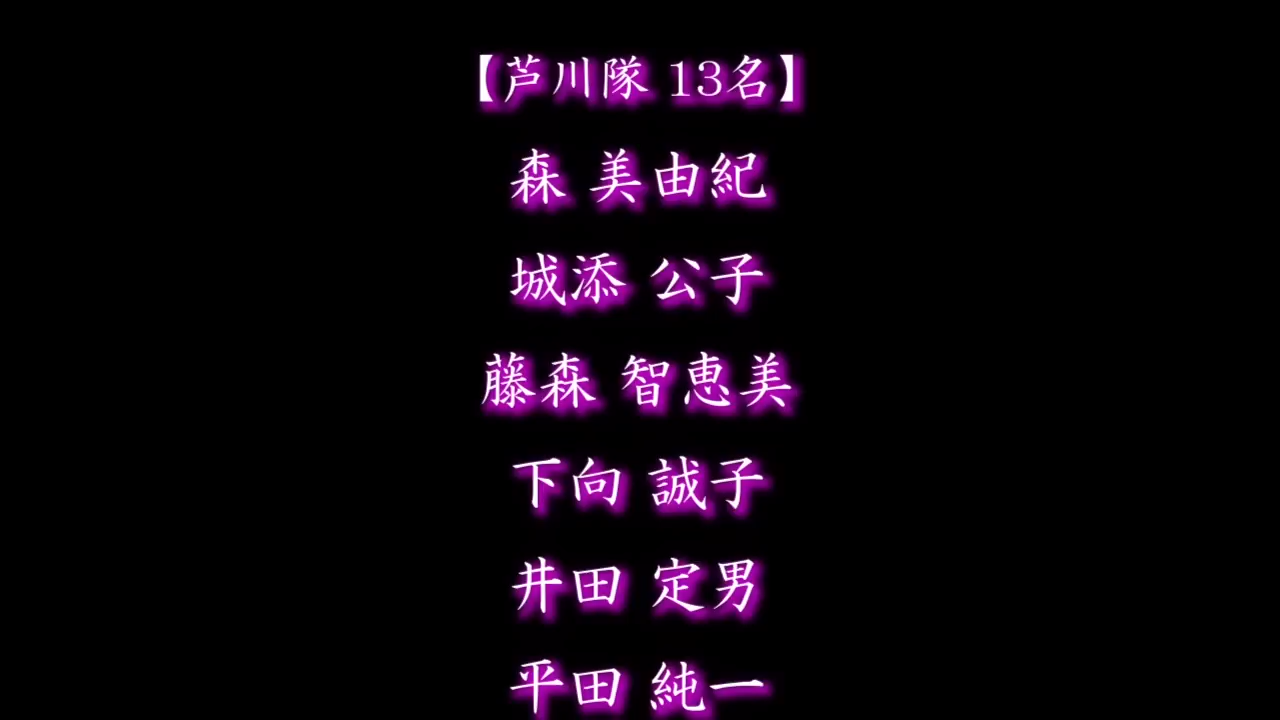 【芦川隊 13名】
森 美由紀
城添 公子
藤森 智恵美
下向 誠子
井田 定男
平田 純一